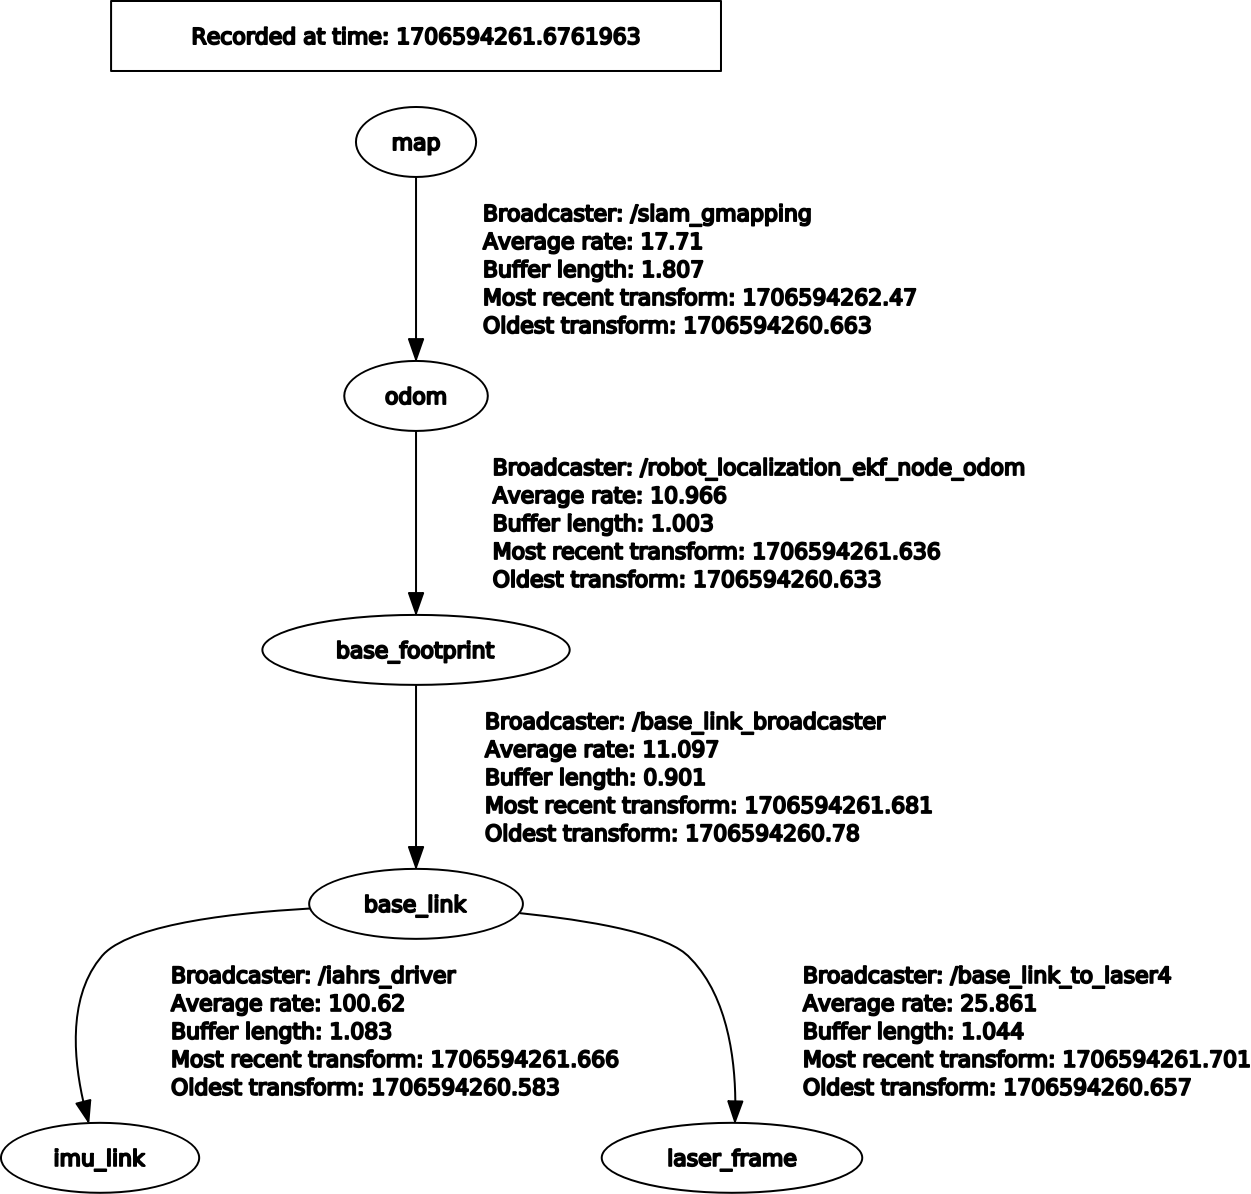 Recorded at time: 1706594261.6761963
map
Broadcaster: /slam_gmapping
Average rate: 17.71
Buffer length: 1.807
Most recent transform: 1706594262.47
Oldest transform: 1706594260.663
odom
Broadcaster: /robot_localization_ekf_node_odom
Average rate: 10.966
Buffer length: 1.003
Most recent transform: 1706594261.636
Oldest transform: 1706594260.633
base_footprint
Broadcaster: /base_link_broadcaster
Average rate: 11.097
Buffer length: 0.901
Most recent transform: 1706594261.681
Oldest transform: 1706594260.78
base_link
Broadcaster: /iahrs_driver
Average rate: 100.62
Buffer length: 1.083
Most recent transform: 1706594261.666
Oldest transform: 1706594260.583
Broadcaster: /base_link_to_laser4
Average rate: 25.861
Buffer length: 1.044
Most recent transform: 1706594261.701
Oldest transform: 1706594260.657
imu_link
laser_frame